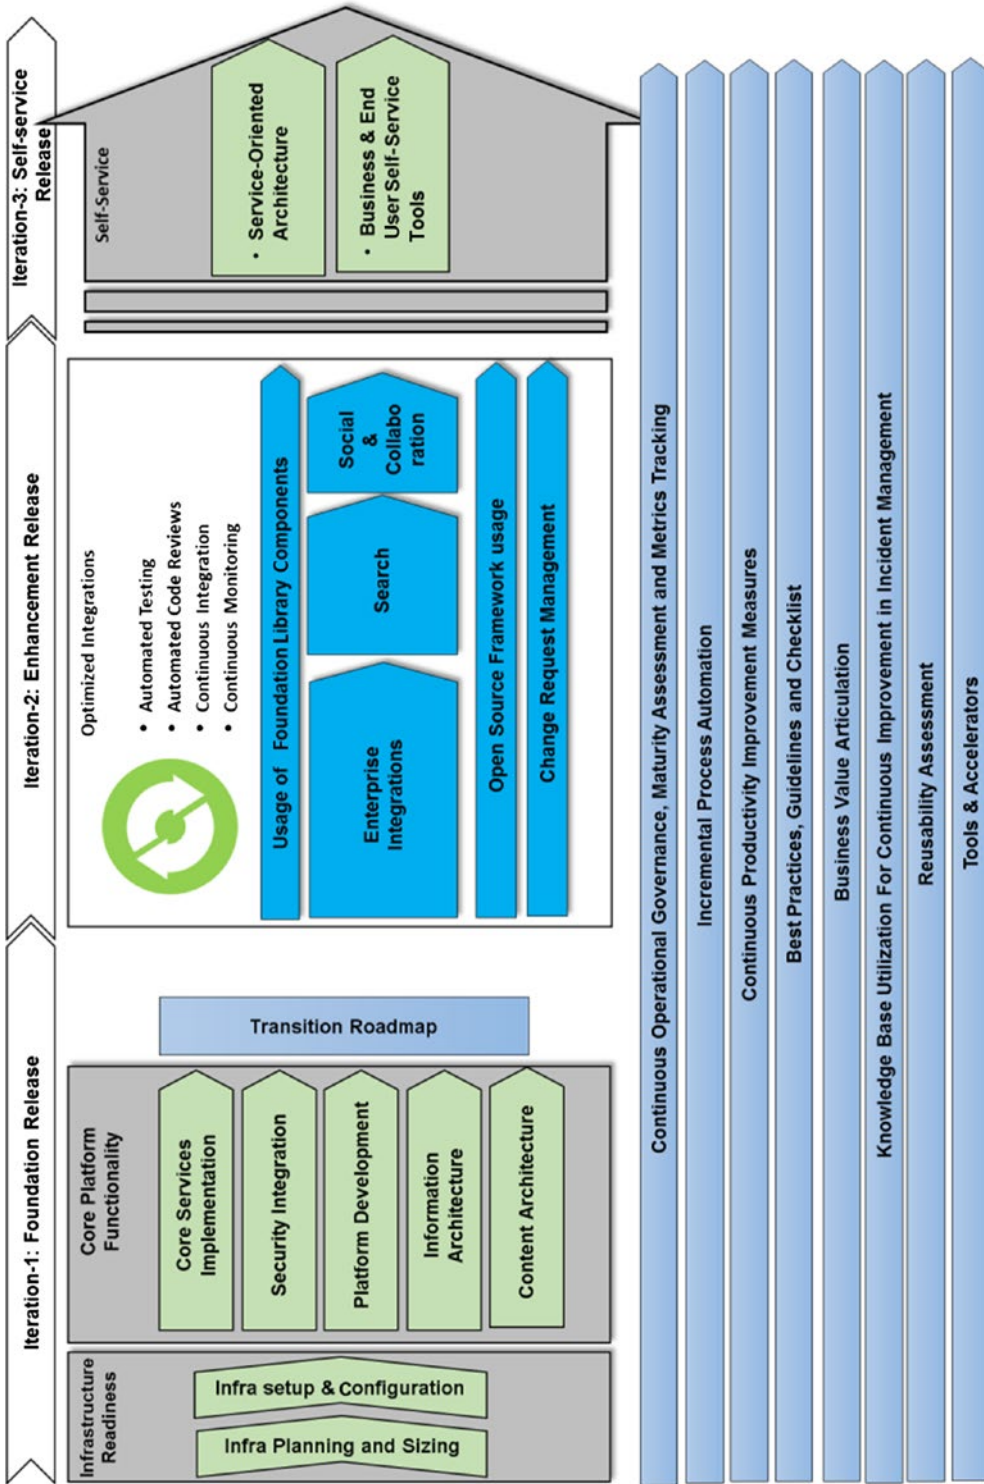 Iteration-1: Foundation Release
Iteration-2: Enhancement Release
Iteration-3: Self-service
Release
Infrastructure
Readiness
Infra Planning and Sizing
Infra setup & Configuration
Core Platform
Functionality
Core Services
Implementation
Security Integration
Platform Development
Information
Architecture
Content Architecture
Transition Roadmap
Optimized Integrations
• Automated Testing
• Automated Code Reviews
• Continuous Integration
• Continuous Monitoring
Usage of Foundation Library Components
Enterprise
Integrations
Search
Social
&
Collabo
ration
Open Source Framework usage
Change Request Management
Self-Service
• Service-Oriented
Architecture
• Business & End
User Self-Service
Tools
Continuous Operational Governance, Maturity Assessment and Metrics Tracking
Incremental Process Automation
Continuous Productivity Improvement Measures
Best Practices, Guidelines and Checklist
Business Value Articulation
Knowledge Base Utilization For Continuous Improvement in Incident Management
Reusability Assessment
Tools & Accelerators